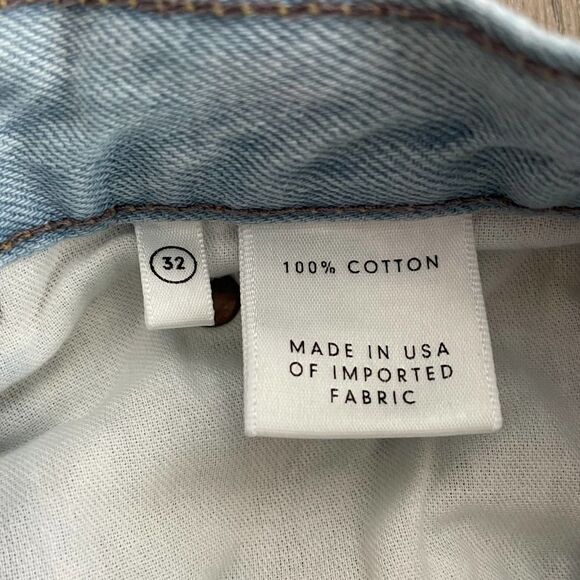 32
100% COTTON
MADE IN USA
OF IMPORTED
FABRIC